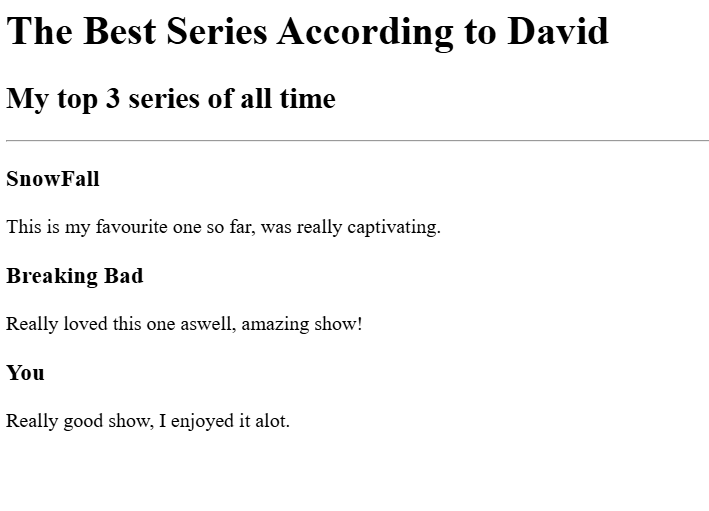 The Best Series According to David
My top 3 series of all time
SnowFall
This is my favourite one so far, was really captivating.
Breaking Bad
Really loved this one aswell, amazing show!
You
Really good show, I enjoyed it alot.